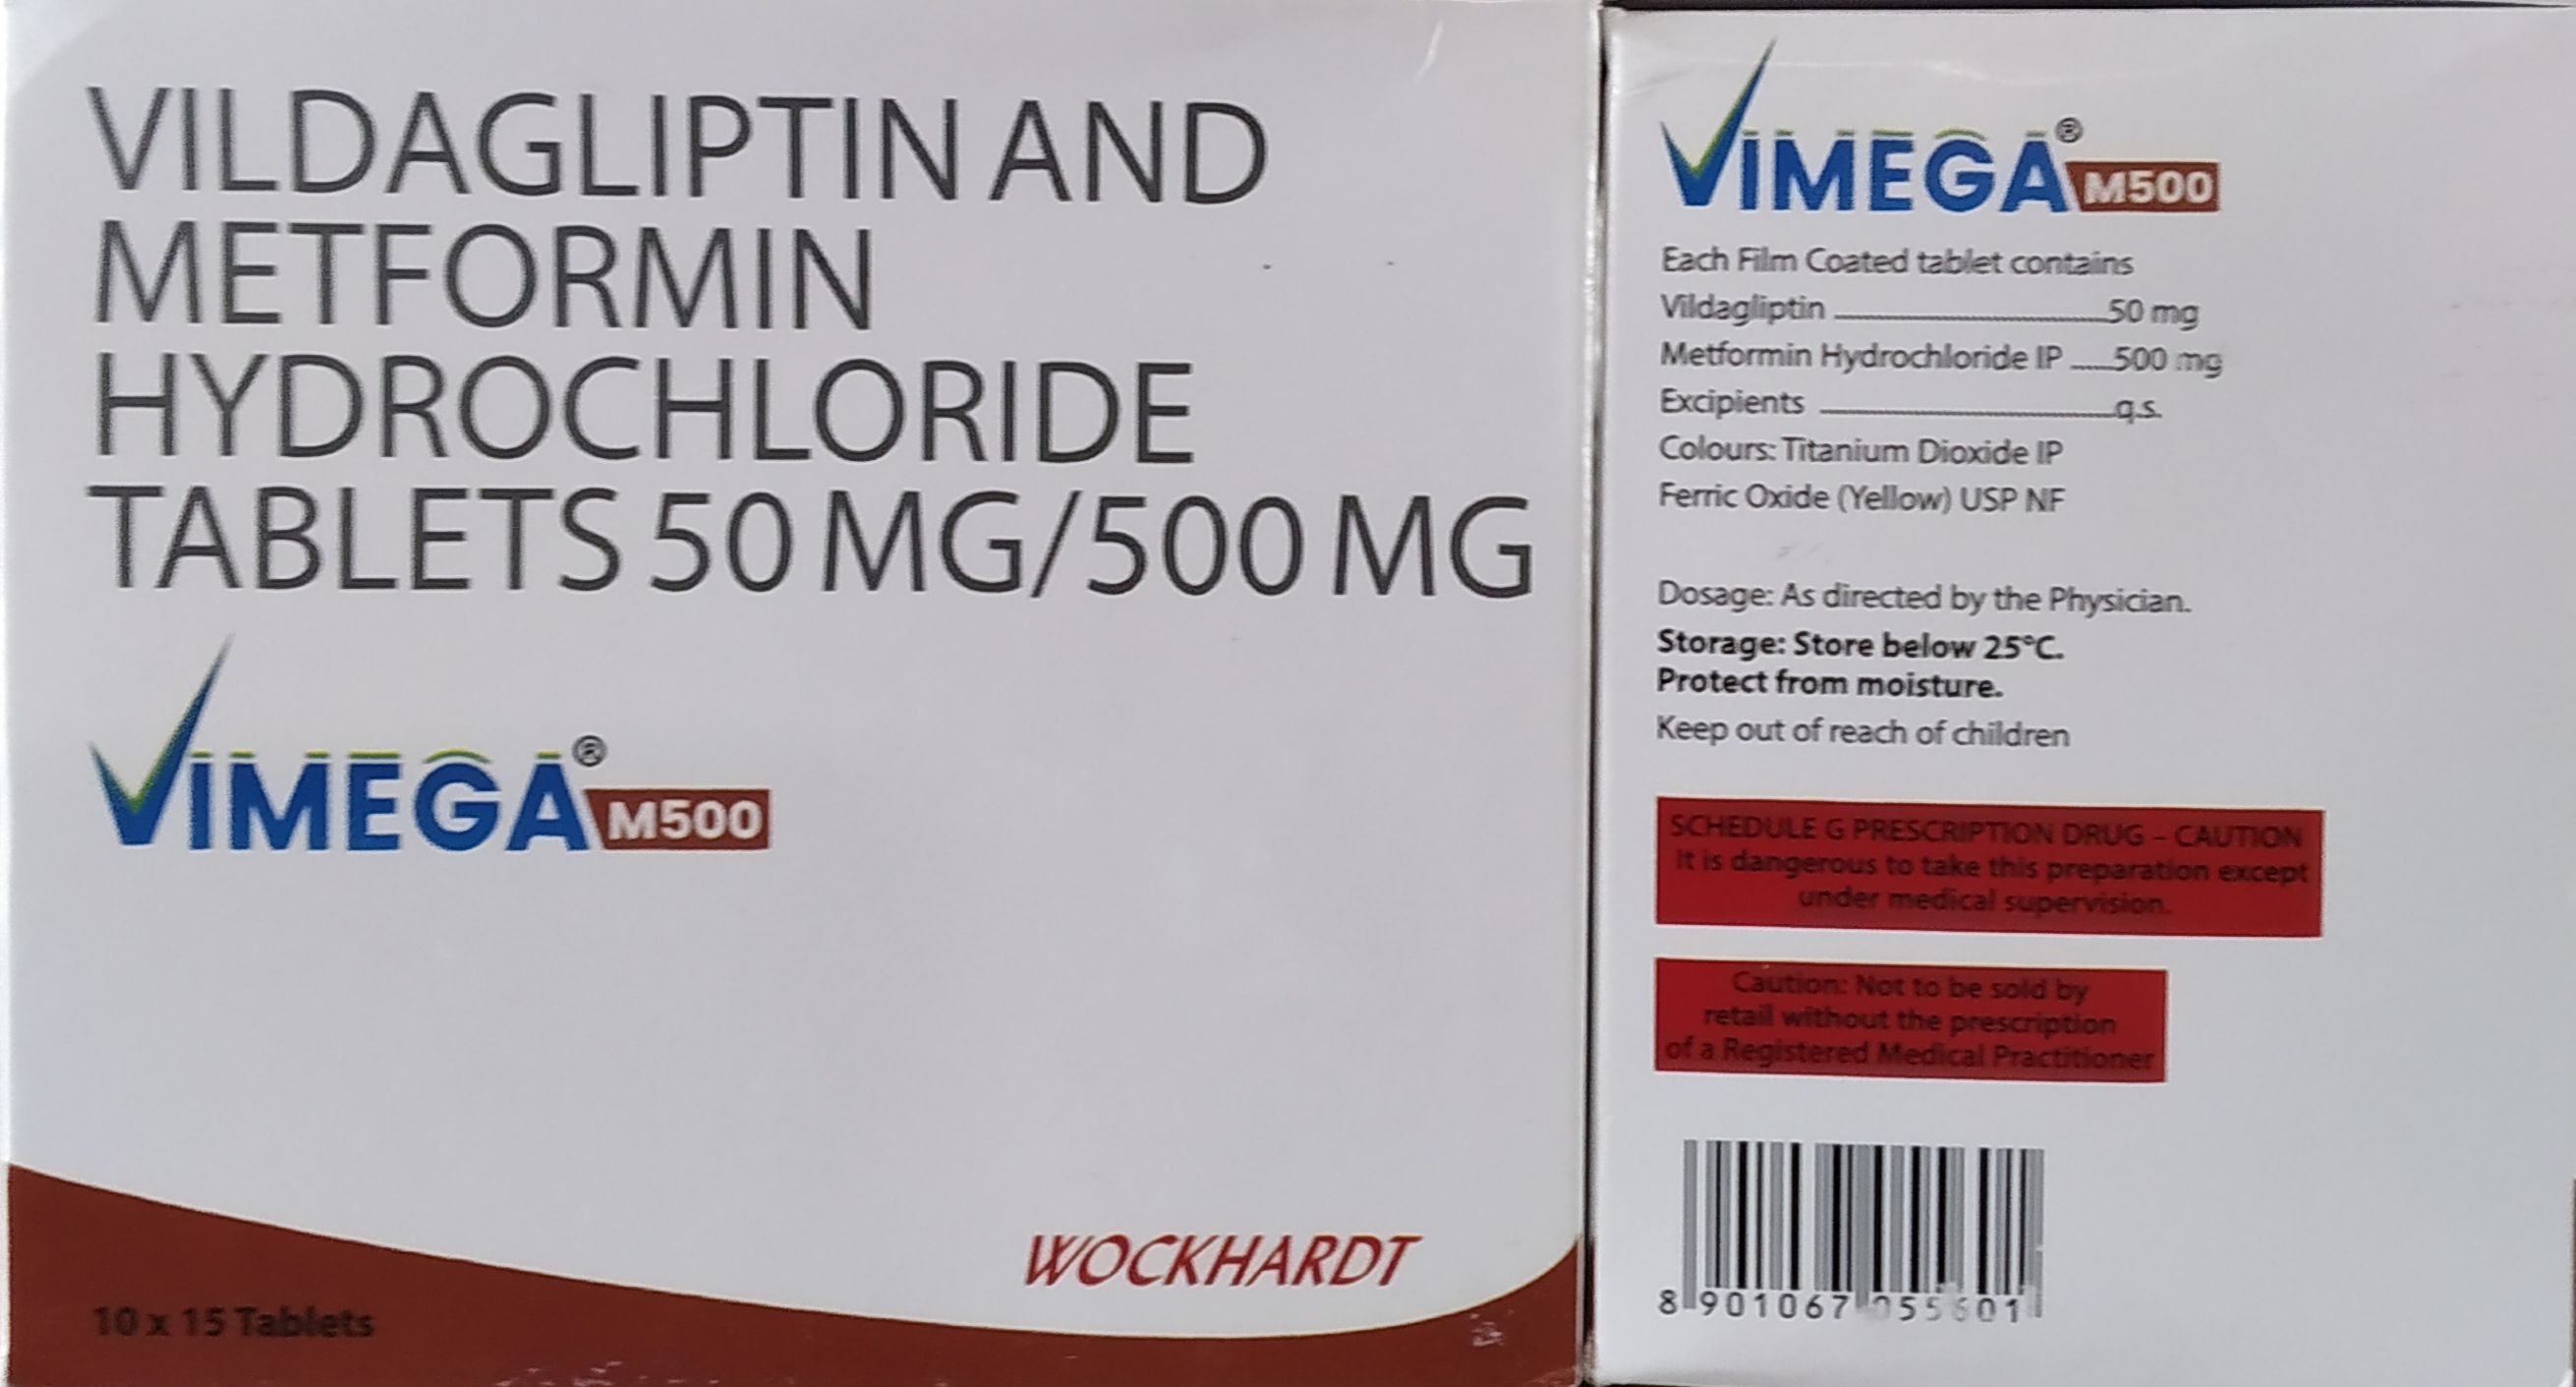 VILDAGLIPTIN AND
METFORMIN
HYDROCHLORIDE
TABLETS 50 MG/500 MG
VIMEGA® M500
WOCKHARDT
10 x 15 Tablets
VIMEGA® M500
Each Film Coated tablet contains
Vildagliptin ........................ 50 mg
Metformin Hydrochloride IP ...... 500 mg
Excipients ........................ q.s.
Colours: Titanium Dioxide IP
Ferric Oxide (Yellow) USP NF
Dosage: As directed by the Physician.
Storage: Store below 25°C.
Protect from moisture.
Keep out of reach of children
SCHEDULE G PRESCRIPTION DRUG – CAUTION
It is dangerous to take this preparation except
under medical supervision.
Caution: Not to be sold by
retail without the prescription
of a Registered Medical Practitioner
8 901067